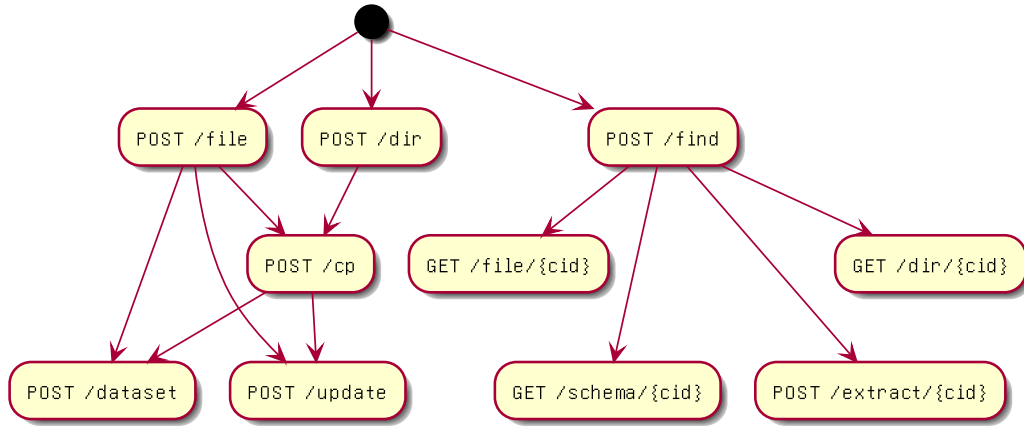 POST /file
POST /dir
POST /find
POST /cp
GET /file/{cid}
GET /dir/{cid}
POST /dataset
POST /update
GET /schema/{cid}
POST /extract/{cid}